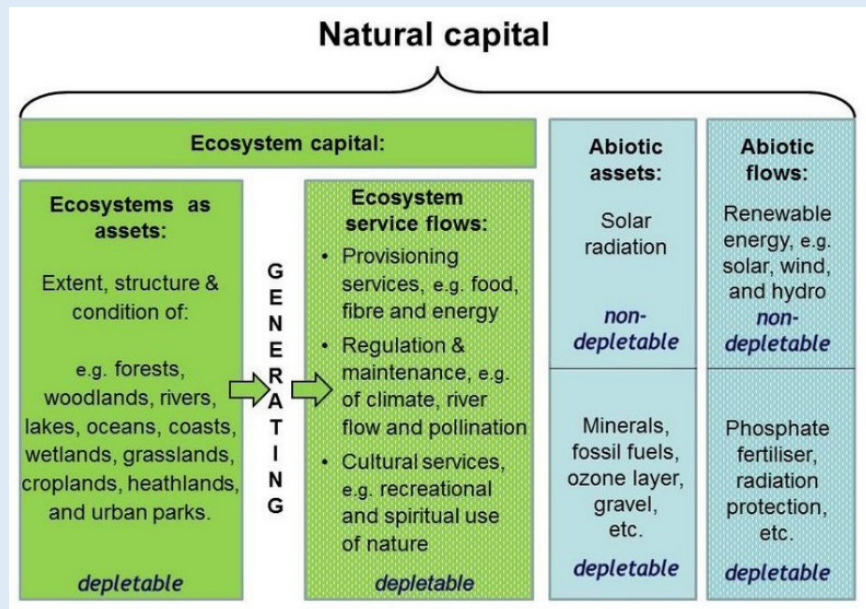 Natural capital
Ecosystem capital:
Ecosystems as
assets:
Extent, structure &
condition of:
e.g. forests,
woodlands, rivers,
lakes, oceans, coasts,
wetlands, grasslands,
croplands, heathlands,
and urban parks.
depletable
GENERATING
Ecosystem
service flows:
• Provisioning
services, e.g. food,
fibre and energy
• Regulation &
maintenance, e.g.
of climate, river
flow and pollination
• Cultural services,
e.g. recreational
and spiritual use
of nature
depletable
Abiotic
assets:
Solar
radiation
non-
depletable
Minerals,
fossil fuels,
ozone layer,
gravel,
etc.
depletable
Abiotic
flows:
Renewable
energy, e.g.
solar, wind,
and hydro
non-
depletable
Phosphate
fertiliser,
radiation
protection,
etc.
depletable